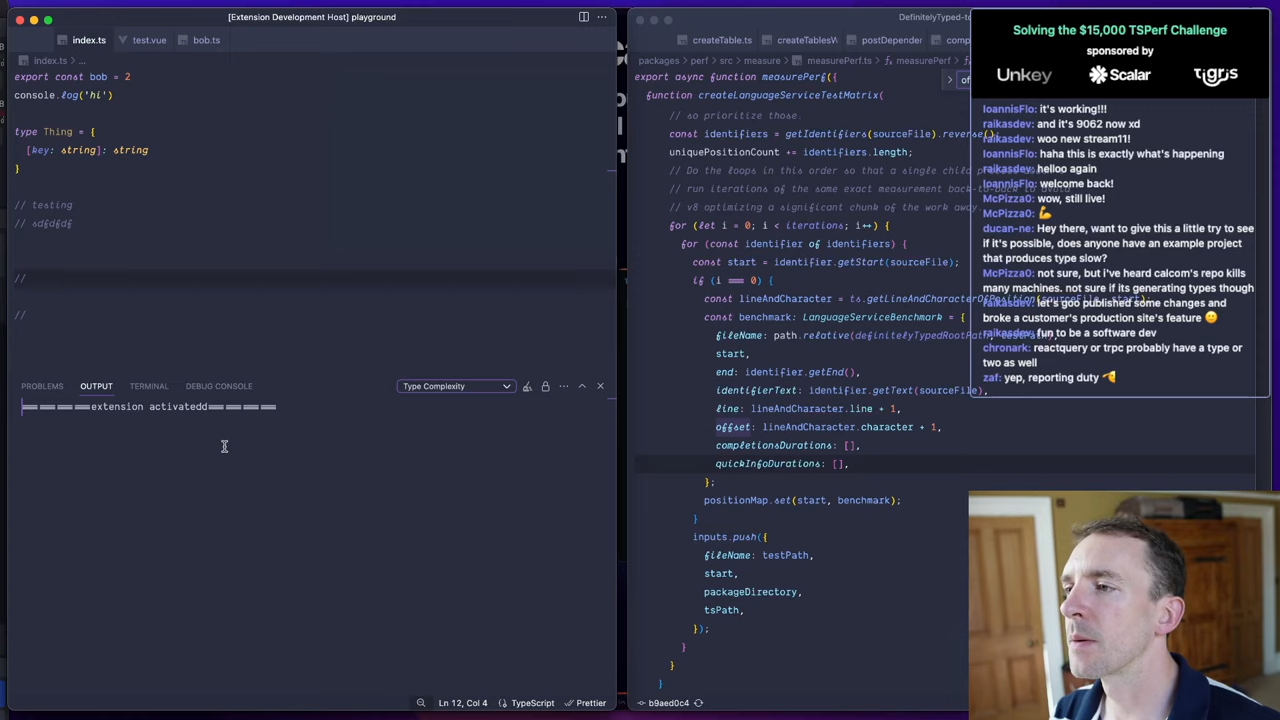 [Extension Development Host] playground
index.ts
test.vue
bob.ts
index.ts > ...
export const bob = 2
console.log('hi')
type Thing = {
[key: string]: string
}
// testing
// sdfdfdf
//
//
PROBLEMS
OUTPUT
TERMINAL
DEBUG CONSOLE
Type Complexity
=== === ===extension activatedd=== === ===
Ln 12, Col 4
TypeScript
Prettier
createTable.ts
packages > perf > src > measure > measurePerf.ts > measurePerf
export async function measurePerf({
function createLanguageServiceTestMatrix(
// so prioritize those.
const identifiers = getIdentifiers(sourceFile).reverse();
uniquePositionCount += identifiers.length;
// Do the loops in this order so that a single child
// run iterations of the same exact measurement back-to-back to avoid
// v8 optimizing a significant chunk of the work away.
for (let i = 0; i < iterations; i++) {
for (const identifier of identifiers) {
const start = identifier.getStart(sourceFile);
if (i === 0) {
const lineAndCharacter = ts.getLineAndCharacterOfPosition(sourceFile, start);
const benchmark: LanguageServiceBenchmark = {
fileName: path.relative(definitelyTypedRootPath, testPath),
start,
end: identifier.getEnd(),
identifierText: identifier.getText(sourceFile),
line: lineAndCharacter.line + 1,
offset: lineAndCharacter.character + 1,
completionsDurations: [],
quickInfoDurations: [],
};
positionMap.set(start, benchmark);
}
inputs.push({
fileName: testPath,
start,
packageDirectory,
tsPath,
});
}
}
}
b9aed0c4
Solving the $15,000 TSPerf Challenge
sponsored by
Unkey
Scalar
tigris
IoannisFlo: it's working!!!
raikasdev: and it's 9062 now xd
raikasdev: woo new stream11!
IoannisFlo: haha this is exactly what's happening
raikasdev: helloo again
IoannisFlo: welcome back!
McPizza0: wow, still live!
McPizza0: 💪
ducan-ne: Hey there, want to give this a little try to see
if it's possible, does anyone have an example project
that produces type slow?
McPizza0: not sure, but i've heard calcom's repo kills
many machines. not sure if its generating types though
raikasdev: let's goo published some changes and
broke a customer's production site's feature 🙂
raikasdev: fun to be a software dev
chronark: reactquery or trpc probably have a type or
two as well
zaf: yep, reporting duty 🫡